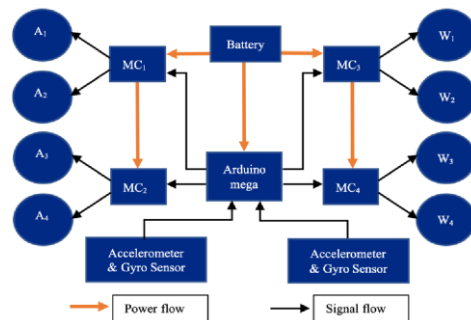 A1
Battery
W1
MC1
MC3
A2
W2
A3
Arduino
mega
W3
MC2
MC4
A4
W4
Accelerometer
& Gyro Sensor
Accelerometer
& Gyro Sensor
Power flow
Signal flow